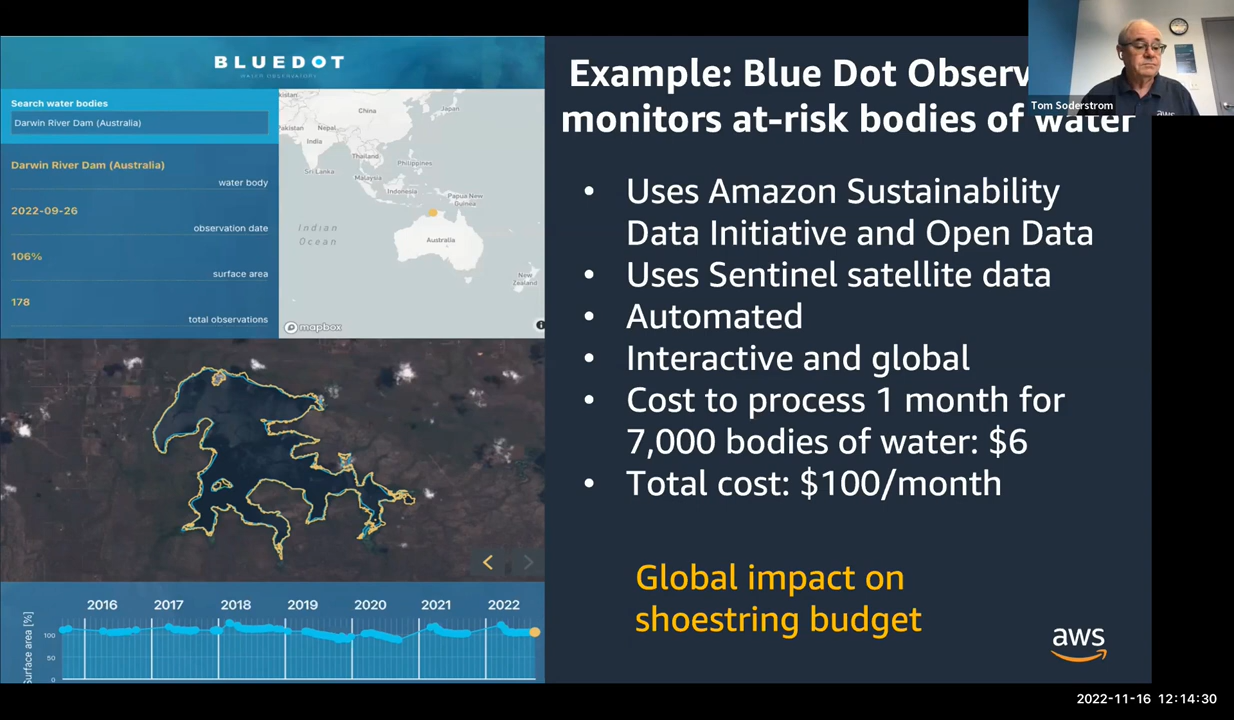 BLUEDOT
WATER OBSERVATORY
Search water bodies
Darwin River Dam (Australia)
Darwin River Dam (Australia)
water body
2022-09-26
observation date
106%
surface area
178
total observations
China
Japan
Pakistan
Nepal
India
Thailand
Philippines
Sri Lanka
Malaysia
Indonesia
Papua New
Guinea
Indian
Ocean
Australia
New
Zealand
mapbox
2016 2017 2018 2019 2020 2021 2022
Surface area [%]
100
50
0
Example: Blue Dot Observ
monitors at-risk bodies of water
• Uses Amazon Sustainability
Data Initiative and Open Data
• Uses Sentinel satellite data
• Automated
• Interactive and global
• Cost to process 1 month for
7,000 bodies of water: $6
• Total cost: $100/month
Global impact on
shoestring budget
aws
Tom Soderstrom
aws
2022-11-16 12:14:30